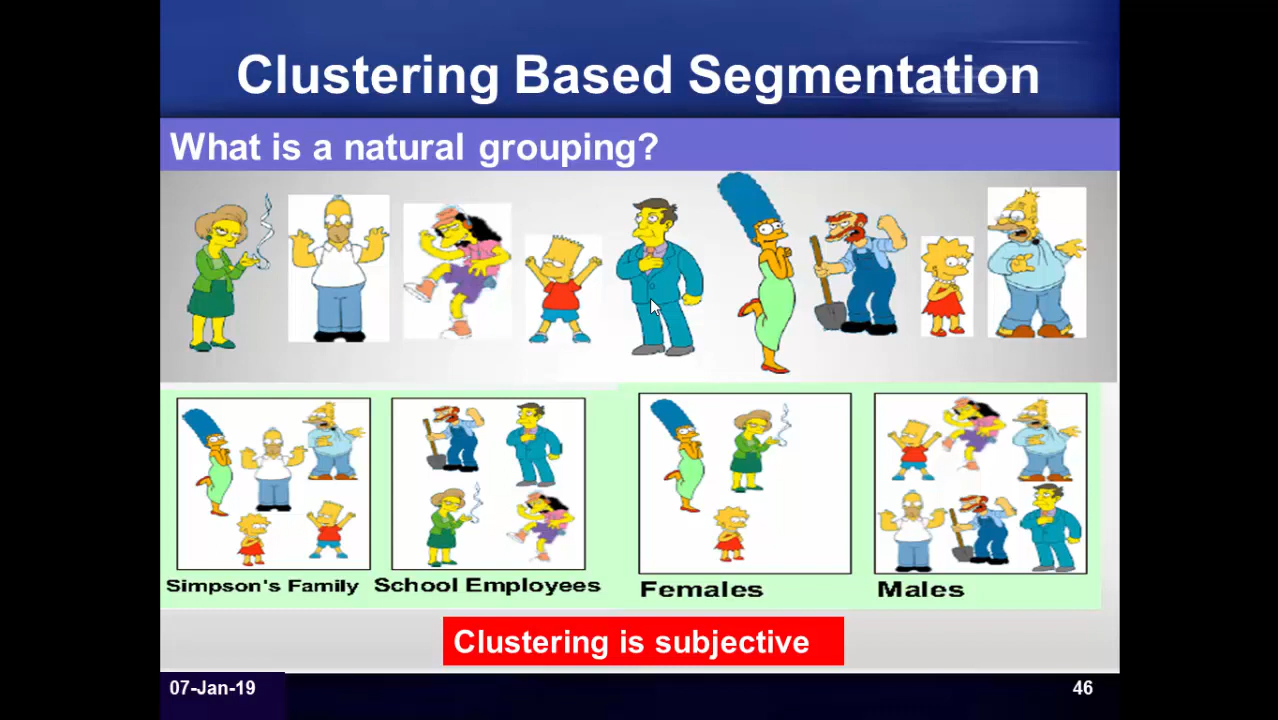 Clustering Based Segmentation
What is a natural grouping?
Simpson's Family
School Employees
Females
Males
Clustering is subjective
07-Jan-19
46